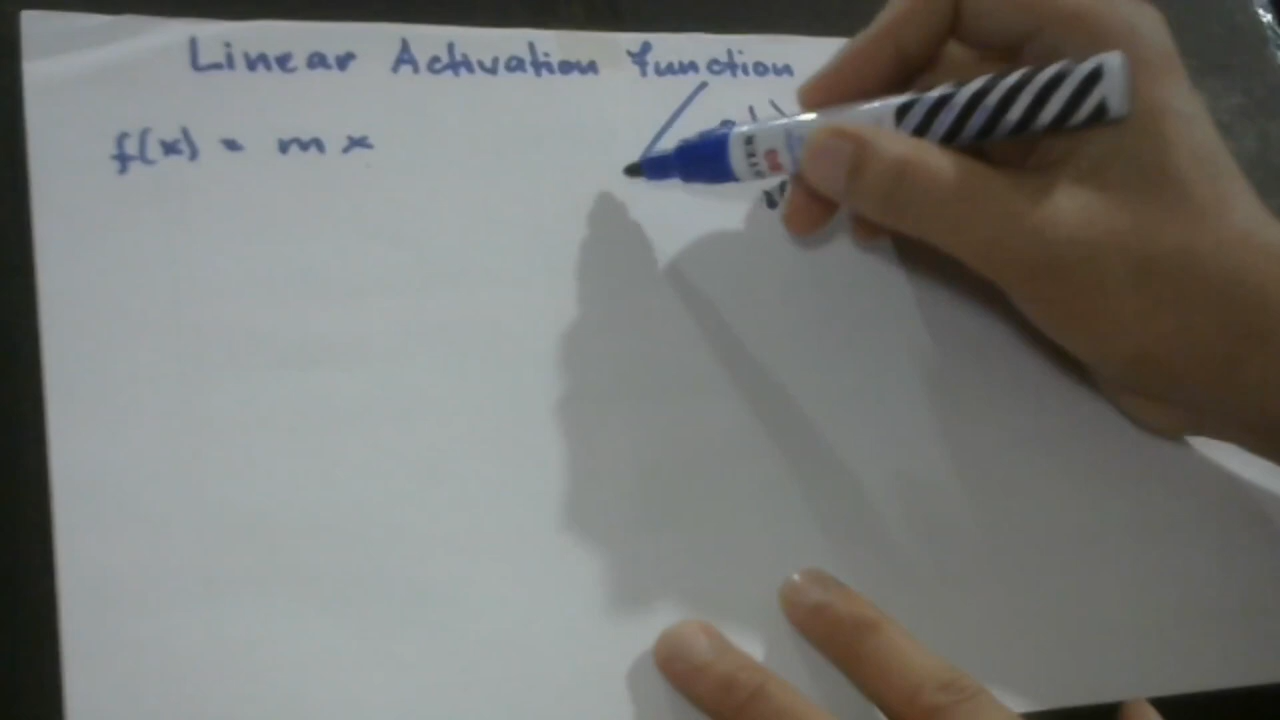 Linear Activation Function
f(x) = mx